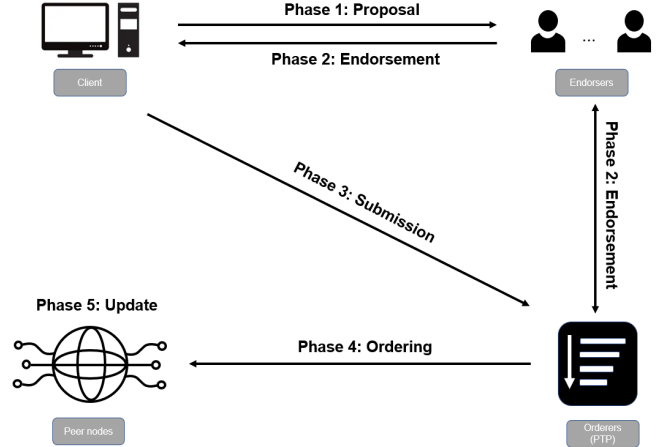 Phase 1: Proposal
Phase 2: Endorsement
...
Client
Endorsers
Phase 2: Endorsement
Phase 3: Submission
Phase 5: Update
Phase 4: Ordering
Peer nodes
Orderers
(PTP)